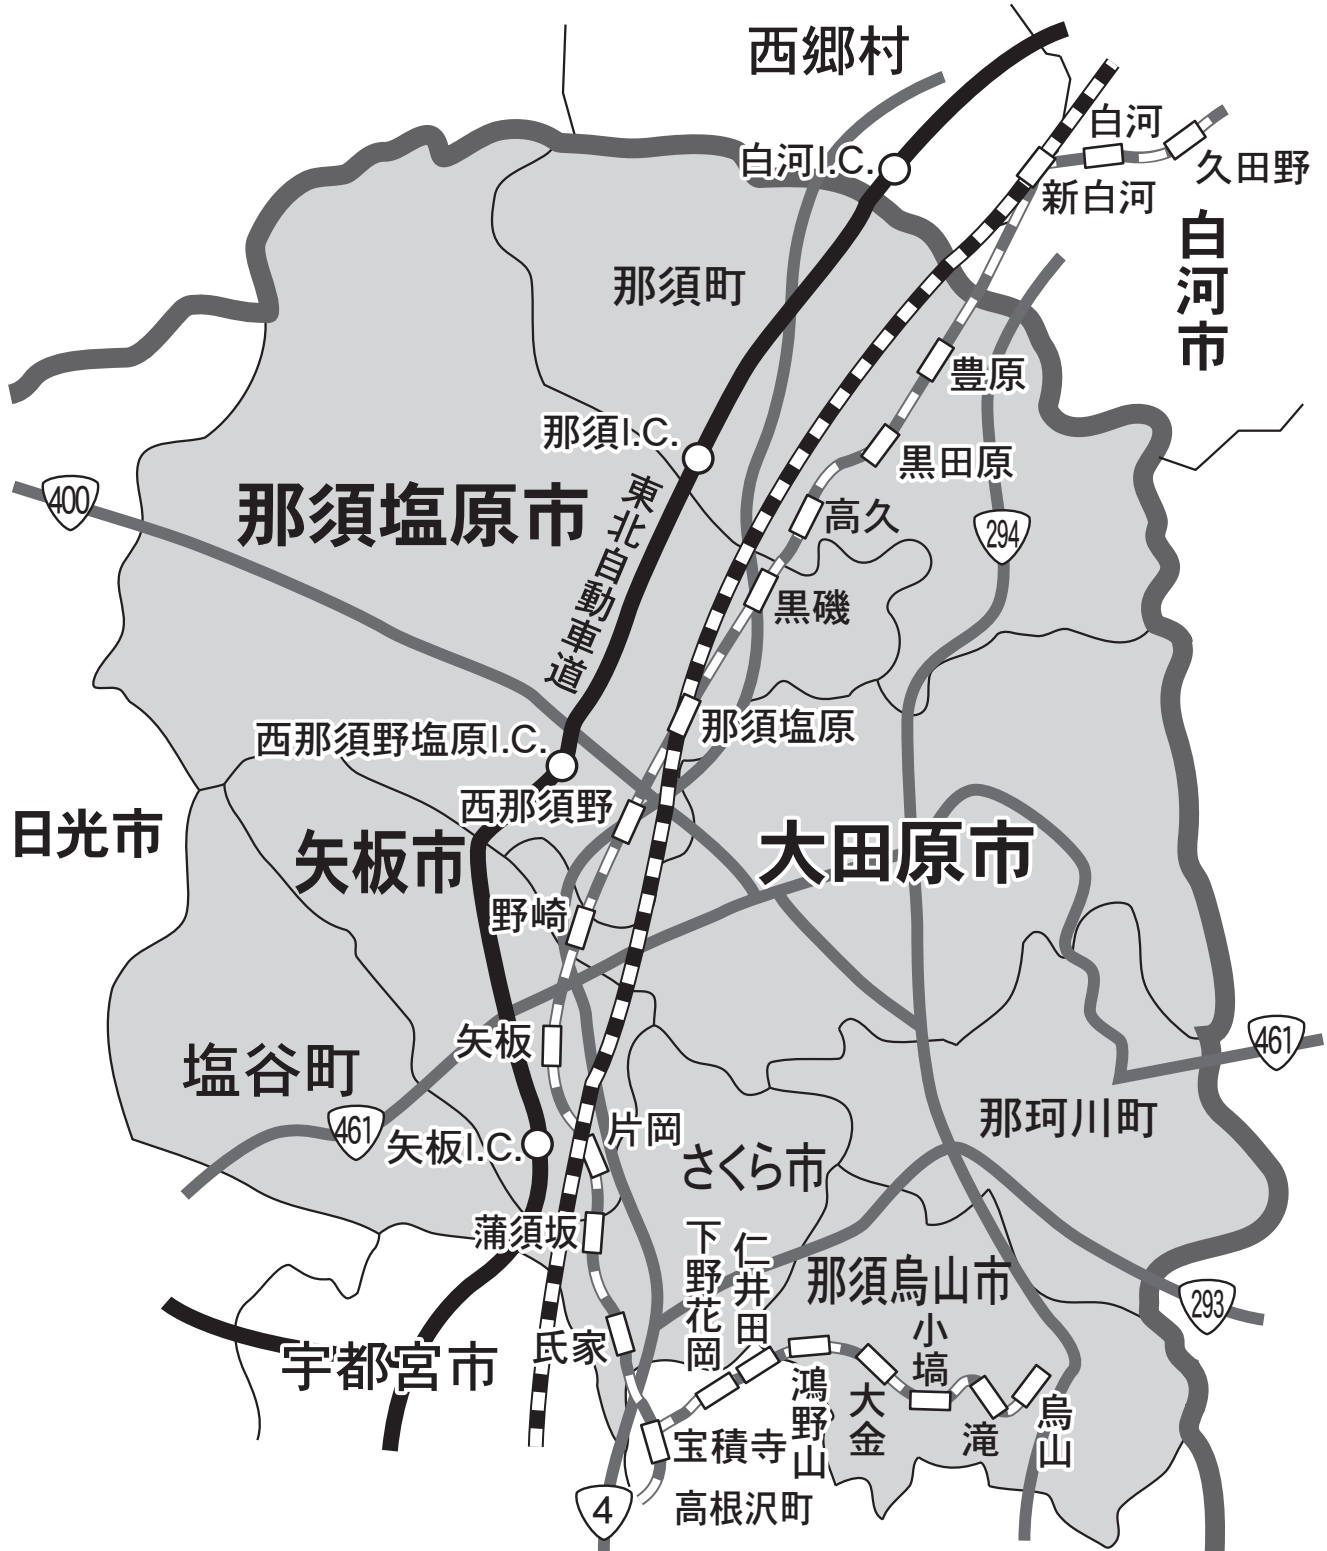 西郷村
白河
白河I.C.
久田野
新白河
白河市
那須町
豊原
那須I.C.
黒田原
400
那須塩原市
東北自動車道
高久
294
黒磯
西那須野塩原I.C.
那須塩原
西那須野
日光市
矢板市
大田原市
野崎
矢板
461
塩谷町
461
矢板I.C.
片岡
那珂川町
さくら市
蒲須坂
下野花岡
仁井田
那須烏山市
293
小塙
宇都宮市
氏家
鴻野山
大金
滝
烏山
宝積寺
4
高根沢町